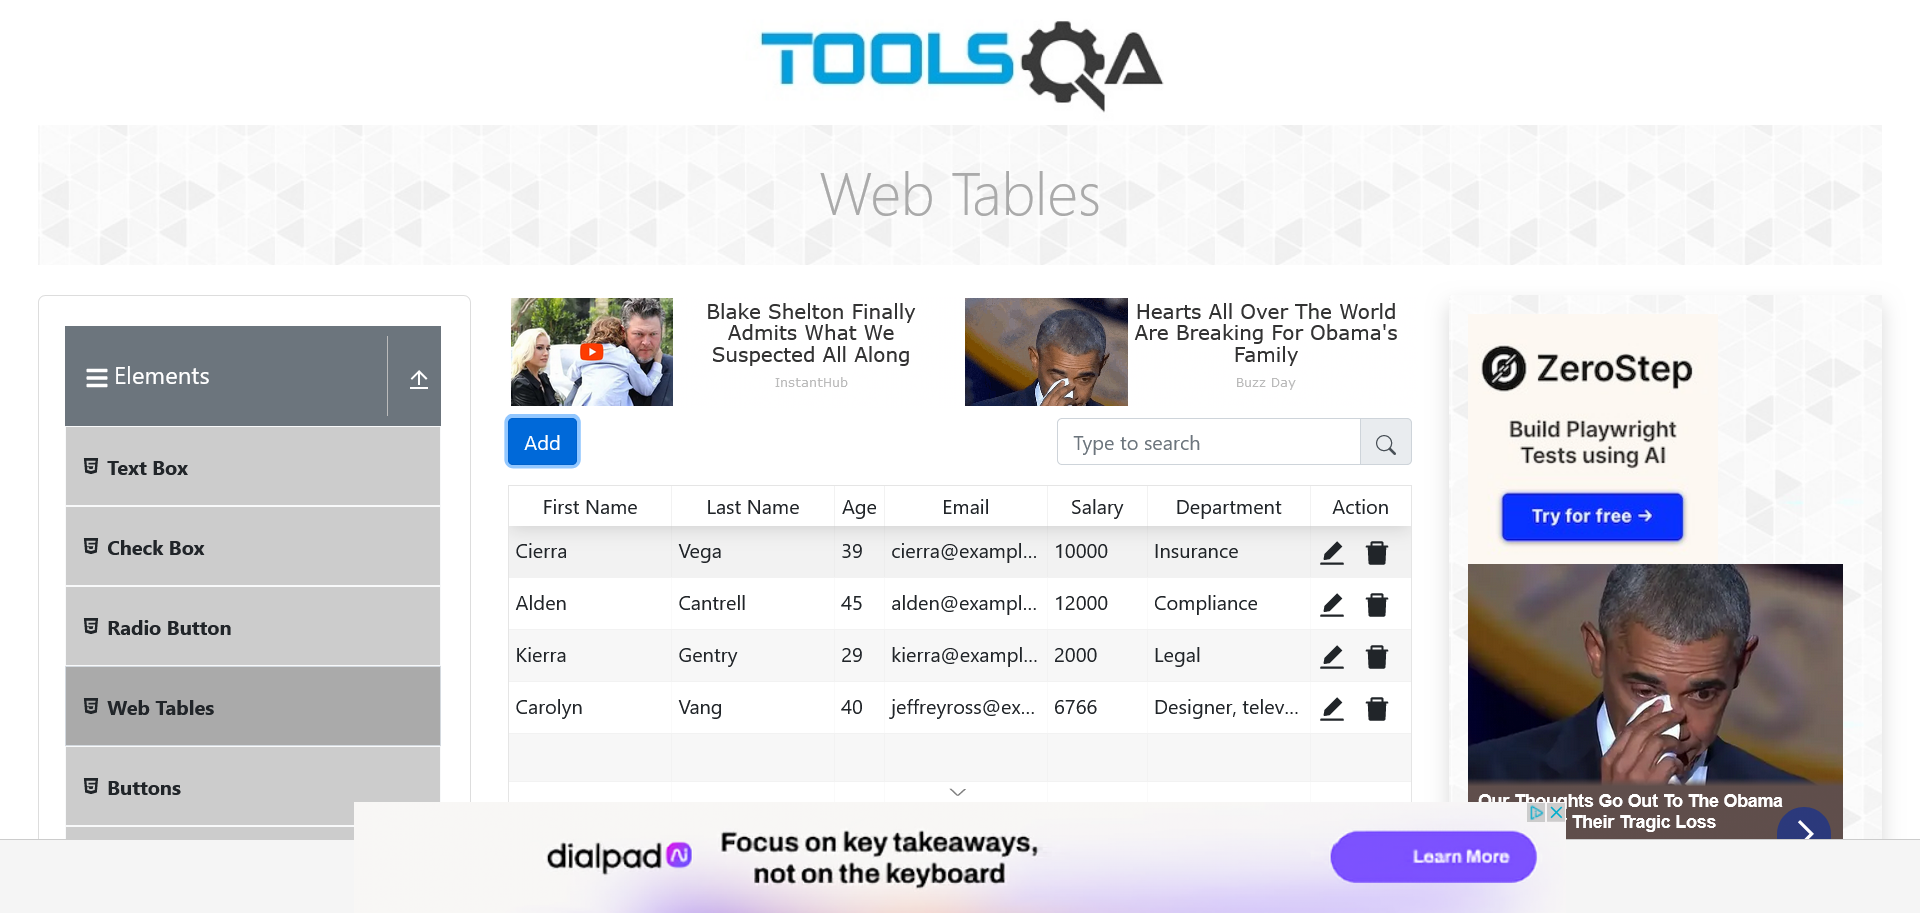 TOOLSQA
Web Tables
Elements
Text Box
Check Box
Radio Button
Web Tables
Buttons
Blake Shelton Finally
Admits What We
Suspected All Along
InstantHub
Hearts All Over The World
Are Breaking For Obama's
Family
Buzz Day
Add
Type to search
First Name Last Name Age Email Salary Department Action
Cierra Vega 39 cierra@exampl... 10000 Insurance
Alden Cantrell 45 alden@exampl... 12000 Compliance
Kierra Gentry 29 kierra@exampl... 2000 Legal
Carolyn Vang 40 jeffreyross@ex... 6766 Designer, telev...
ZeroStep
Build Playwright
Tests using AI
Try for free →
Our Thoughts Go Out To The Obama
Their Tragic Loss
dialpad Ai
Focus on key takeaways,
not on the keyboard
Learn More